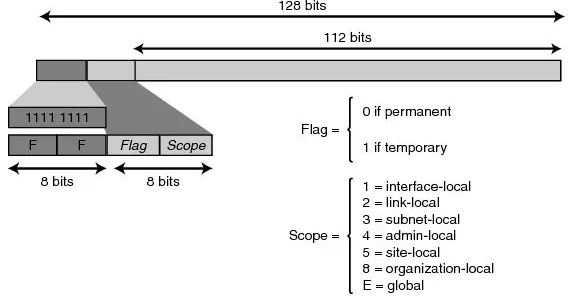 128 bits
112 bits
1111 1111
F F Flag Scope
8 bits 8 bits
Flag =
0 if permanent
1 if temporary
Scope =
1 = interface-local
2 = link-local
3 = subnet-local
4 = admin-local
5 = site-local
8 = organization-local
E = global